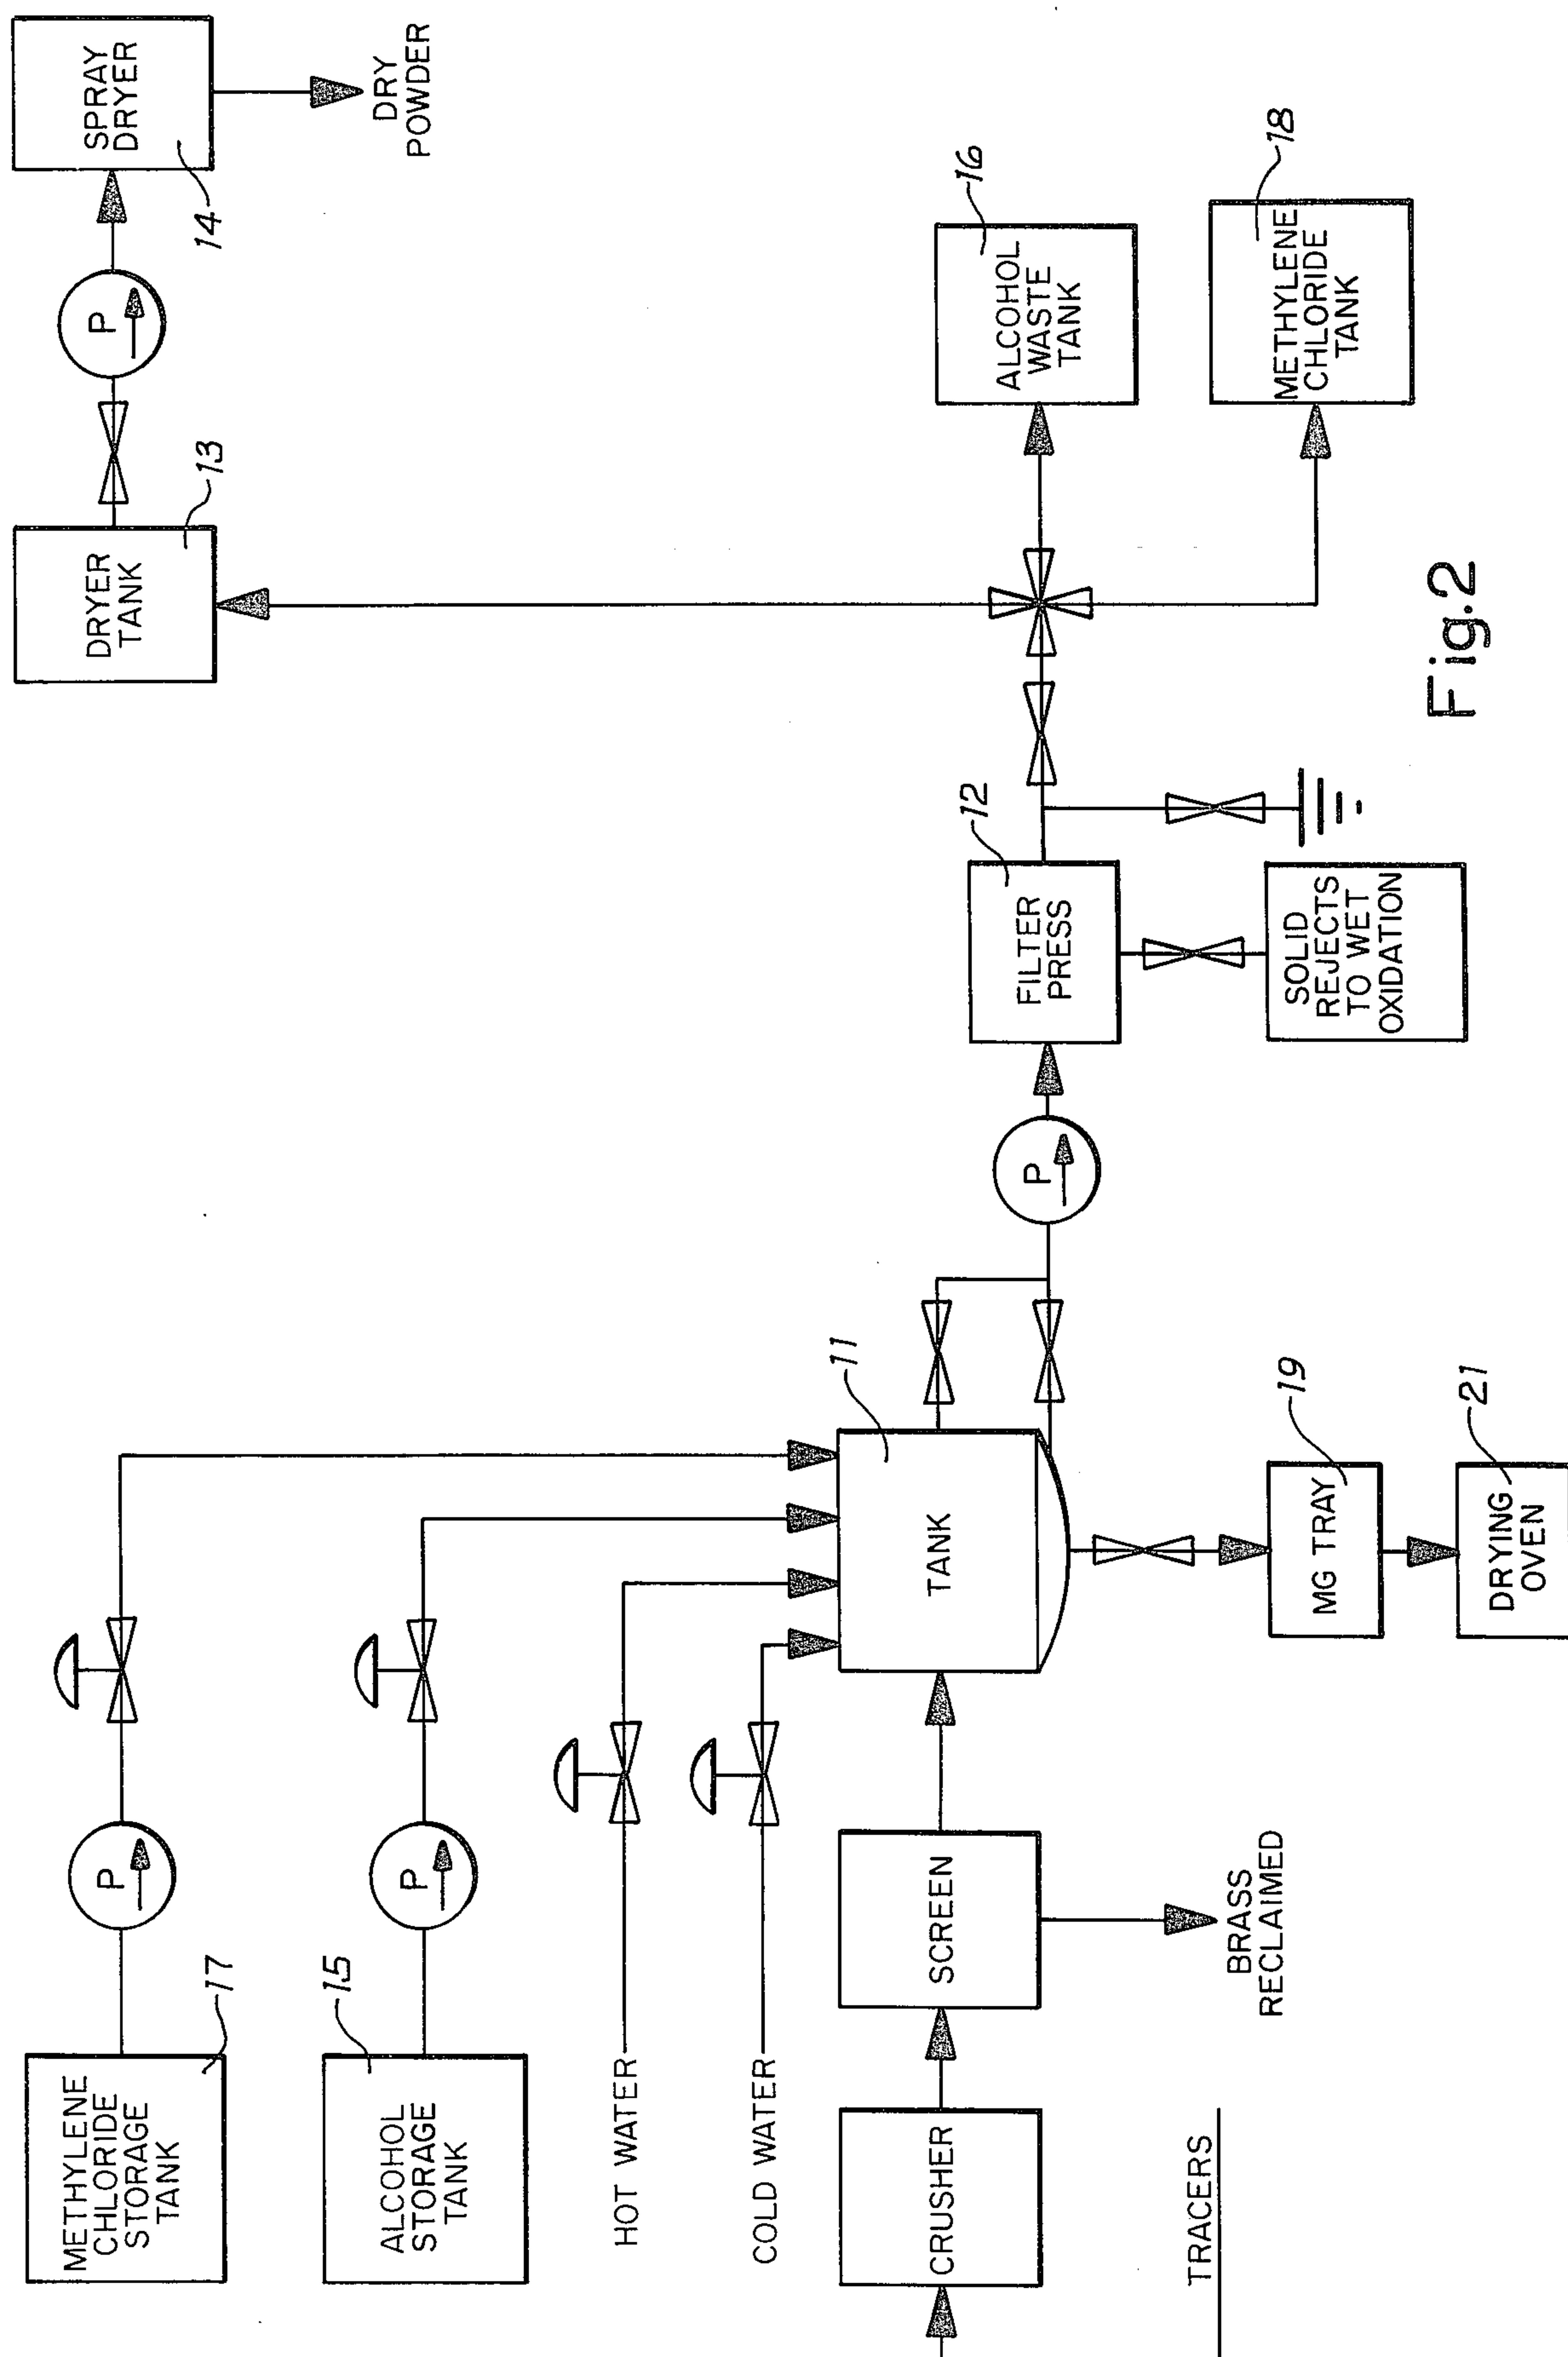 METHYLENE
CHLORIDE
STORAGE
TANK
17
P
ALCOHOL
STORAGE
TANK
15
P
HOT WATER
COLD WATER
CRUSHER
SCREEN
BRASS
RECLAIMED
TRACERS
TANK
11
MG TRAY
19
DRYING
OVEN
21
P
FILTER
PRESS
12
SOLID
REJECTS
TO WET
OXIDATION
DRYER
TANK
13
P
SPRAY
DRYER
14
DRY
POWDER
ALCOHOL
WASTE
TANK
16
METHYLENE
CHLORIDE
TANK
18
Fig.2